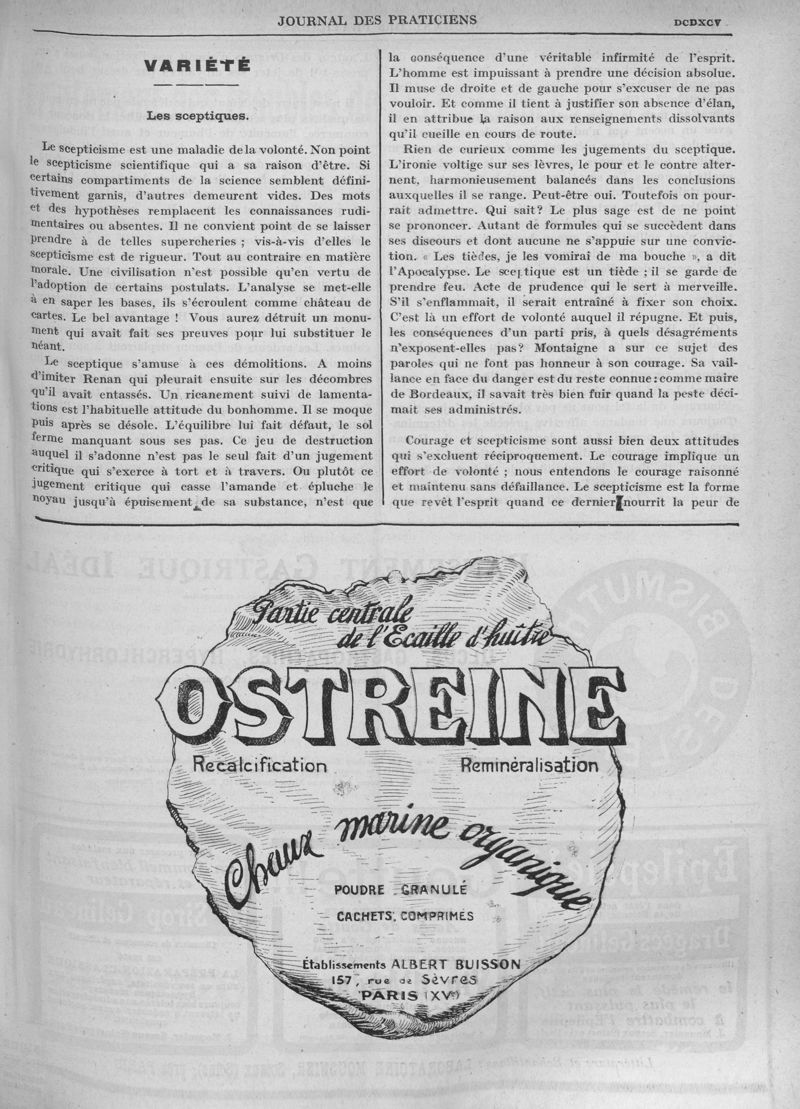 JOURNAL DES PRATICIENS
DCDXCV
VARIÉTÉ
Les sceptiques.
Le scepticisme est une maladie de la volonté. Non point
le scepticisme scientifique qui a sa raison d'être. Si
certains compartiments de la science semblent défini-
tivement garnis, d'autres demeurent vides. Des mots
et des hypothèses remplacent les connaissances rudi-
mentaires ou absentes. Il ne convient point de se laisser
prendre à de telles supercheries ; vis-à-vis d'elles le
scepticisme est de rigueur. Tout au contraire en matière
morale. Une civilisation n'est possible qu'en vertu de
l'adoption de certains postulats. L'analyse se met-elle
à en saper les bases, ils s'écroulent comme château de
cartes. Le bel avantage ! Vous aurez détruit un monu-
ment qui avait fait ses preuves pour lui substituer le
néant.
Le sceptique s'amuse à ces démolitions. A moins
d'imiter Renan qui pleurait ensuite sur les décombres
qu'il avait entassés. Un ricanement suivi de lamenta-
tions est l'habituelle attitude du bonhomme. Il se moque
puis après se désole. L'équilibre lui fait défaut, le sol
ferme manquant sous ses pas. Ce jeu de destruction
auquel il s'adonne n'est pas le seul fait d'un jugement
critique qui s'exerce à tort et à travers. Ou plutôt ce
jugement critique qui casse l'amande et épluche le
noyau jusqu'à épuisement de sa substance, n'est que
la conséquence d'une véritable infirmité de l'esprit.
L'homme est impuissant à prendre une décision absolue.
Il muse de droite et de gauche pour s'excuser de ne pas
vouloir. Et comme il tient à justifier son absence d'élan,
il en attribue la raison aux renseignements dissolvants
qu'il cueille en cours de route.
Rien de curieux comme les jugements du sceptique.
L'ironie voltige sur ses lèvres, le pour et le contre alter-
nent, harmonieusement balancés dans les conclusions
auxquelles il se range. Peut-être oui. Toutefois on pour-
rait admettre. Qui sait? Le plus sage est de ne point
se prononcer. Autant de formules qui se succèdent dans
ses discours et dont aucune ne s'appuie sur une convic-
tion. « Les tièdes, je les vomirai de ma bouche », a dit
l'Apocalypse. Le sceptique est un tiède ; il se garde de
prendre feu. Acte de prudence qui le sert à merveille.
S'il s'enflammait, il serait entraîné à fixer son choix.
C'est là un effort de volonté auquel il répugne. Et puis,
les conséquences d'un parti pris, à quels désagréments
n'exposent-elles pas? Montaigne a sur ce sujet des
paroles qui ne font pas honneur à son courage. Sa vail-
lance en face du danger est du reste connue : comme maire
de Bordeaux, il savait très bien fuir quand la peste déci-
mait ses administrés.
Courage et scepticisme sont aussi bien deux attitudes
qui s'excluent réciproquement. Le courage implique un
effort de volonté ; nous entendons le courage raisonné
et maintenu sans défaillance. Le scepticisme est la forme
que revêt l'esprit quand ce dernier nourrit la peur de
Partie centrale
de l'Écaille d'huître
OSTREINE
Recalcification Reminéralisation
Chaux marine organique
POUDRE GRANULÉ
CACHETS, COMPRIMÉS
Établissements ALBERT BUISSON
157, rue de Sèvres
PARIS (XVe)